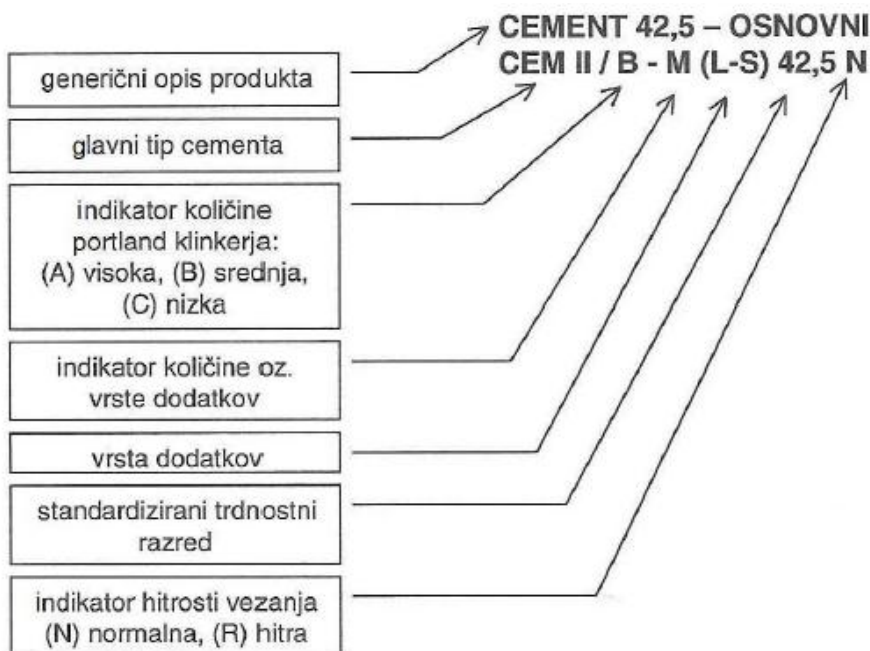 CEMENT 42,5 – OSNOVNI
CEM II / B - M (L-S) 42,5 N
generični opis produkta
glavni tip cementa
indikator količine
portland klinkerja:
(A) visoka, (B) srednja,
(C) nizka
indikator količine oz.
vrste dodatkov
vrsta dodatkov
standardizirani trdnostni
razred
indikator hitrosti vezanja
(N) normalna, (R) hitra